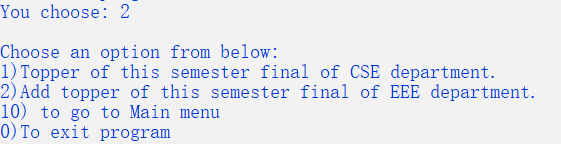 You choose: 2
Choose an option from below:
1)Topper of this semester final of CSE department.
2)Add topper of this semester final of EEE department.
10) to go to Main menu
0)To exit program